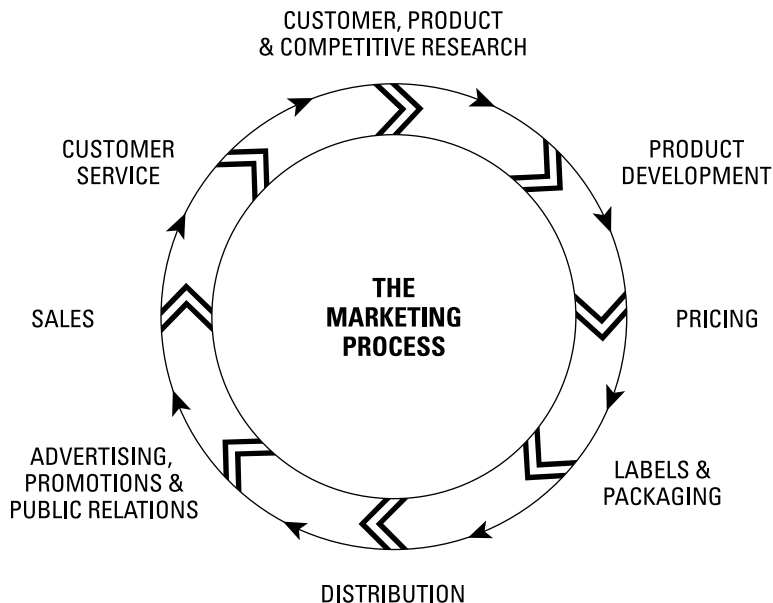 CUSTOMER, PRODUCT
& COMPETITIVE RESEARCH
PRODUCT
DEVELOPMENT
PRICING
LABELS &
PACKAGING
DISTRIBUTION
ADVERTISING,
PROMOTIONS &
PUBLIC RELATIONS
SALES
CUSTOMER
SERVICE
THE
MARKETING
PROCESS